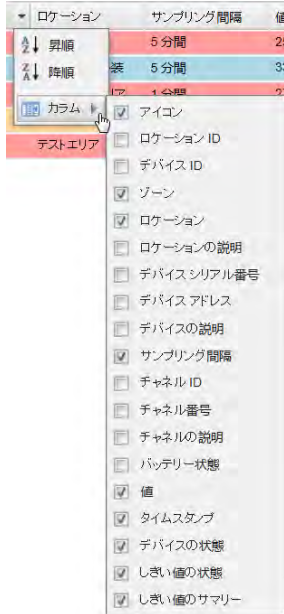 ロケーション サンプリング間隔
昇順 5分間
降順 装 5分間
カラム
テストエリア
アイコン
ロケーション ID
デバイス ID
ゾーン
ロケーション
ロケーションの説明
デバイス シリアル番号
デバイス アドレス
デバイスの説明
サンプリング間隔
チャネル ID
チャネル番号
チャネルの説明
バッテリー状態
値
タイムスタンプ
デバイスの状態
しきい値の状態
しきい値のサマリー